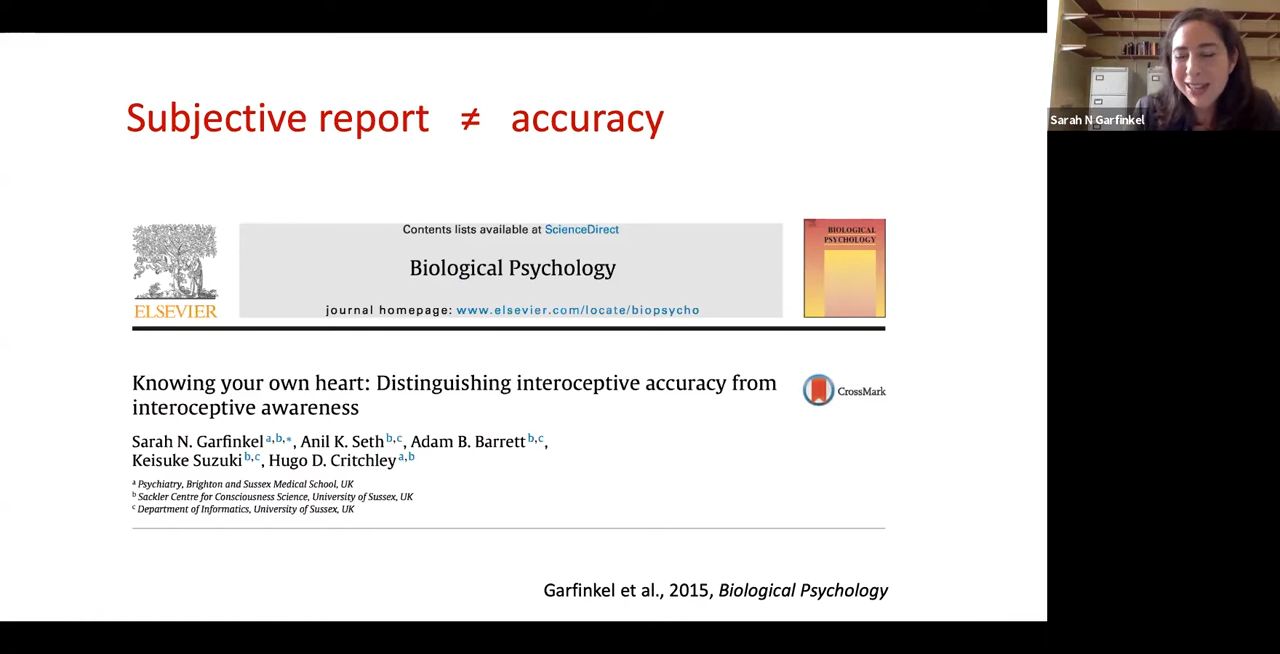 Subjective report ≠ accuracy
Sarah N Garfinkel
Contents lists available at ScienceDirect
Biological Psychology
journal homepage: www.elsevier.com/locate/biopsycho
ELSEVIER
BIOLOGICAL
PSYCHOLOGY
Knowing your own heart: Distinguishing interoceptive accuracy from
interoceptive awareness
CrossMark
Sarah N. Garfinkel a,b,*, Anil K. Seth b,c, Adam B. Barrett b,c,
Keisuke Suzuki b,c, Hugo D. Critchley a,b
a Psychiatry, Brighton and Sussex Medical School, UK
b Sackler Centre for Consciousness Science, University of Sussex, UK
c Department of Informatics, University of Sussex, UK
Garfinkel et al., 2015, Biological Psychology